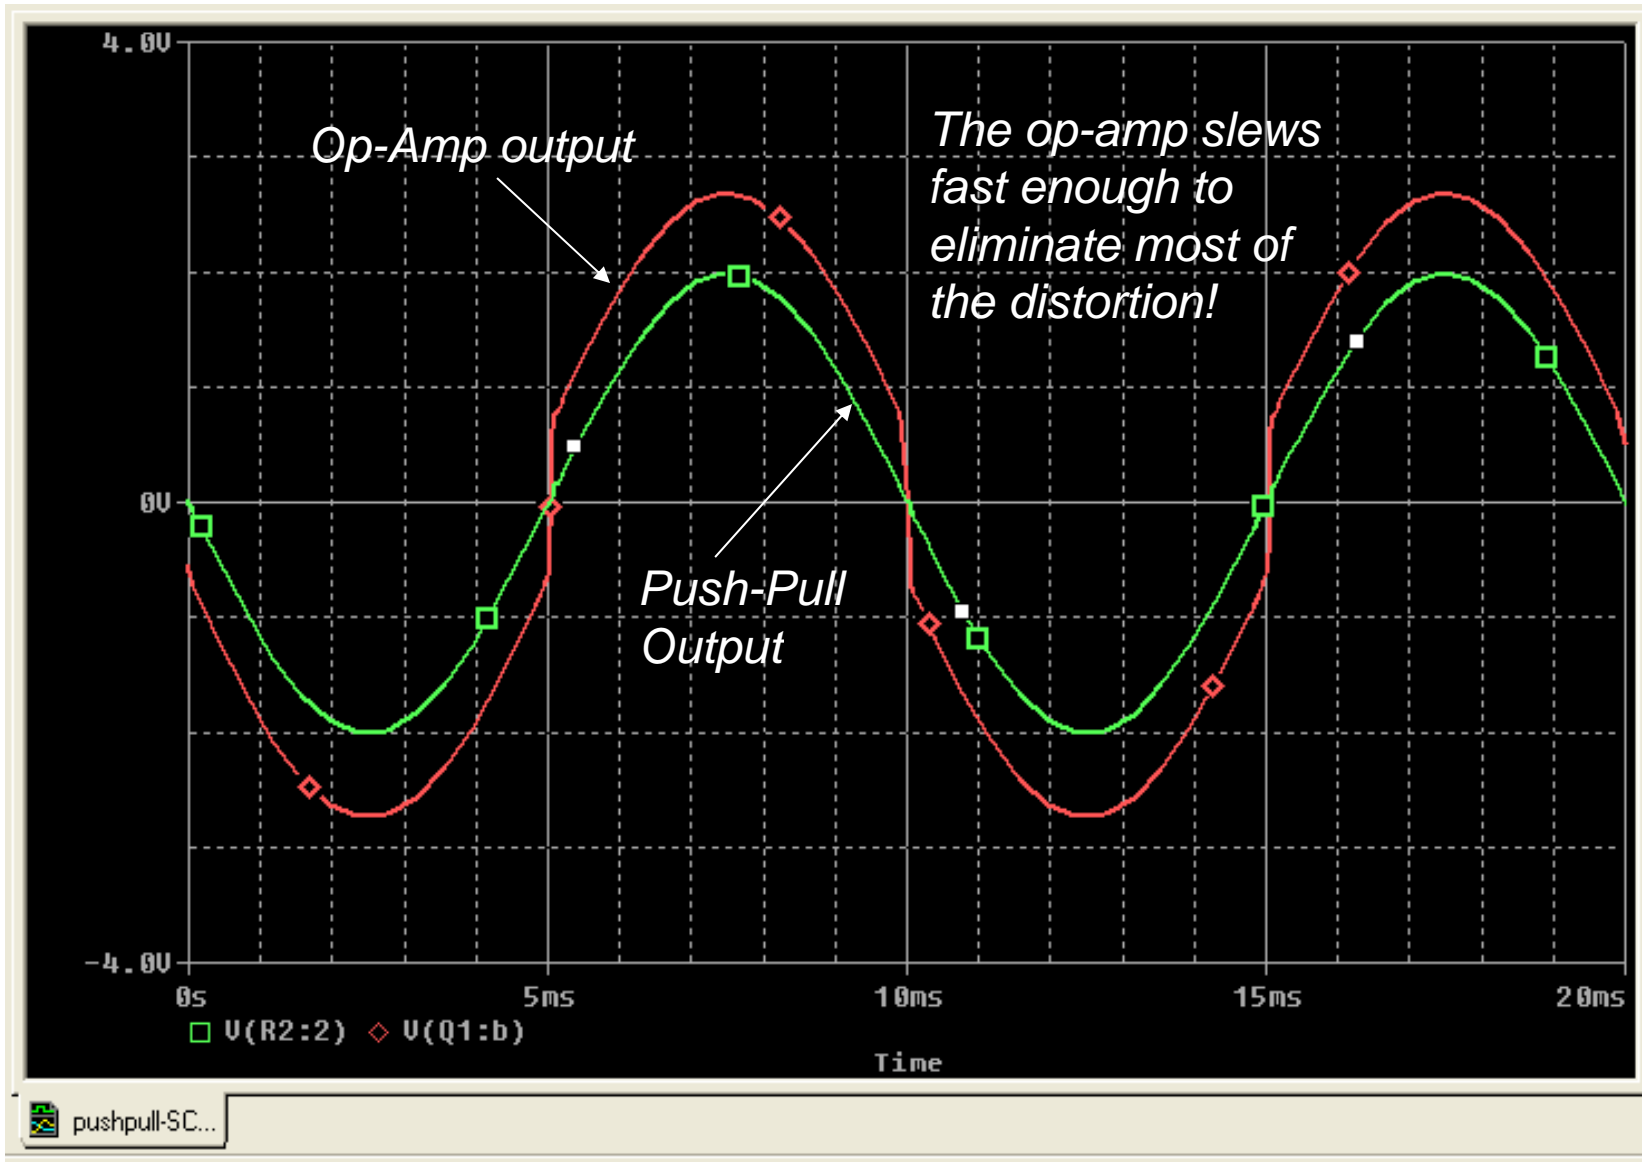 4.0V
Op-Amp output
The op-amp slews
fast enough to
eliminate most of
the distortion!
0V
Push-Pull
Output
-4.0V
0s 5ms 10ms 15ms 20ms
V(R2:2) V(Q1:b)
Time
pushpull-SC...